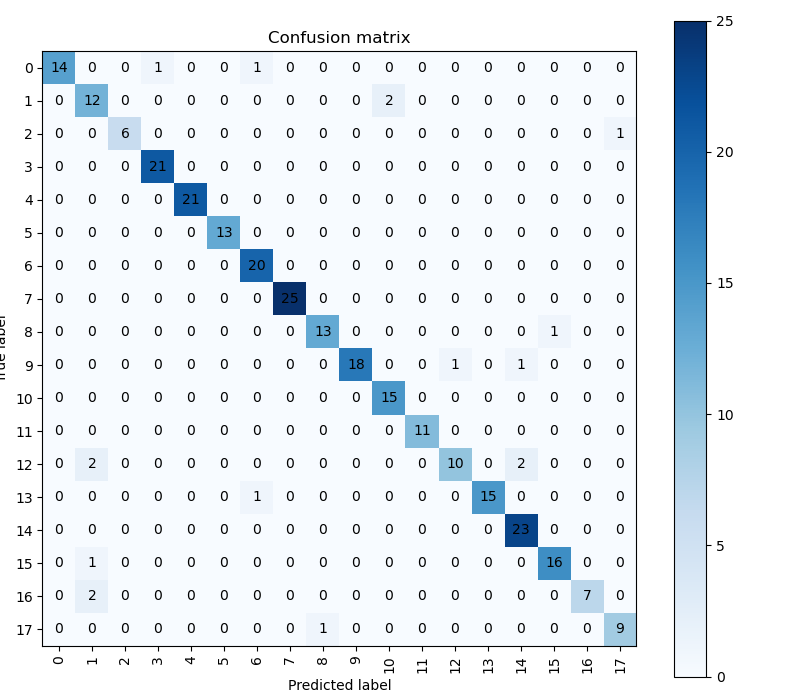 Confusion matrix
0 14 0 0 1 0 0 1 0 0 0 0 0 0 0 0 0 0 0
1 0 12 0 0 0 0 0 0 0 0 2 0 0 0 0 0 0 0
2 0 0 6 0 0 0 0 0 0 0 0 0 0 0 0 0 0 1
3 0 0 0 21 0 0 0 0 0 0 0 0 0 0 0 0 0 0
4 0 0 0 0 21 0 0 0 0 0 0 0 0 0 0 0 0 0
5 0 0 0 0 0 13 0 0 0 0 0 0 0 0 0 0 0 0
6 0 0 0 0 0 0 20 0 0 0 0 0 0 0 0 0 0 0
7 0 0 0 0 0 0 0 25 0 0 0 0 0 0 0 0 0 0
8 0 0 0 0 0 0 0 0 13 0 0 0 0 0 0 1 0 0
9 0 0 0 0 0 0 0 0 0 18 0 0 1 0 1 0 0 0
10 0 0 0 0 0 0 0 0 0 0 15 0 0 0 0 0 0 0
11 0 0 0 0 0 0 0 0 0 0 0 11 0 0 0 0 0 0
12 0 2 0 0 0 0 0 0 0 0 0 0 10 0 2 0 0 0
13 0 0 0 0 0 0 1 0 0 0 0 0 0 15 0 0 0 0
14 0 0 0 0 0 0 0 0 0 0 0 0 0 0 23 0 0 0
15 0 1 0 0 0 0 0 0 0 0 0 0 0 0 0 16 0 0
16 0 2 0 0 0 0 0 0 0 0 0 0 0 0 0 0 7 0
17 0 0 0 0 0 0 0 0 1 0 0 0 0 0 0 0 0 9
0 1 2 3 4 5 6 7 8 9 10 11 12 13 14 15 16 17
Predicted label
label
25
20
15
10
5
0